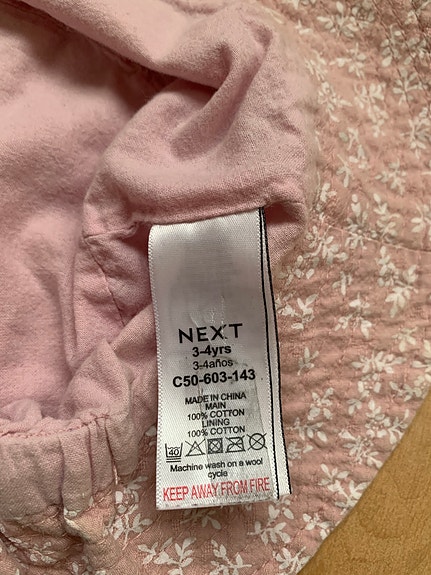 NEXT
3-4yrs
3-4años
C50-603-143
MADE IN CHINA
MAIN
100% COTTON
LINING
100% COTTON
40
Machine wash on a wool
cycle
KEEP AWAY FROM FIRE